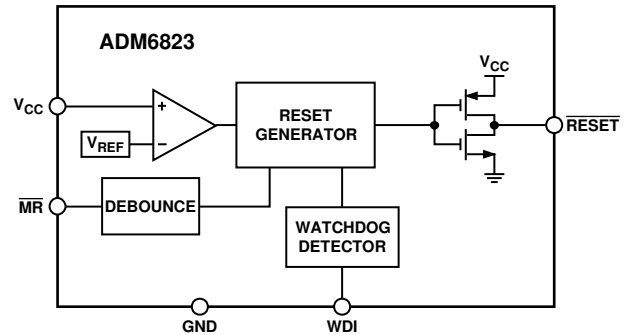 ADM6823
VCC
VREF
+
–
RESET
GENERATOR
VCC
RESET
MR
DEBOUNCE
WATCHDOG
DETECTOR
GND
WDI